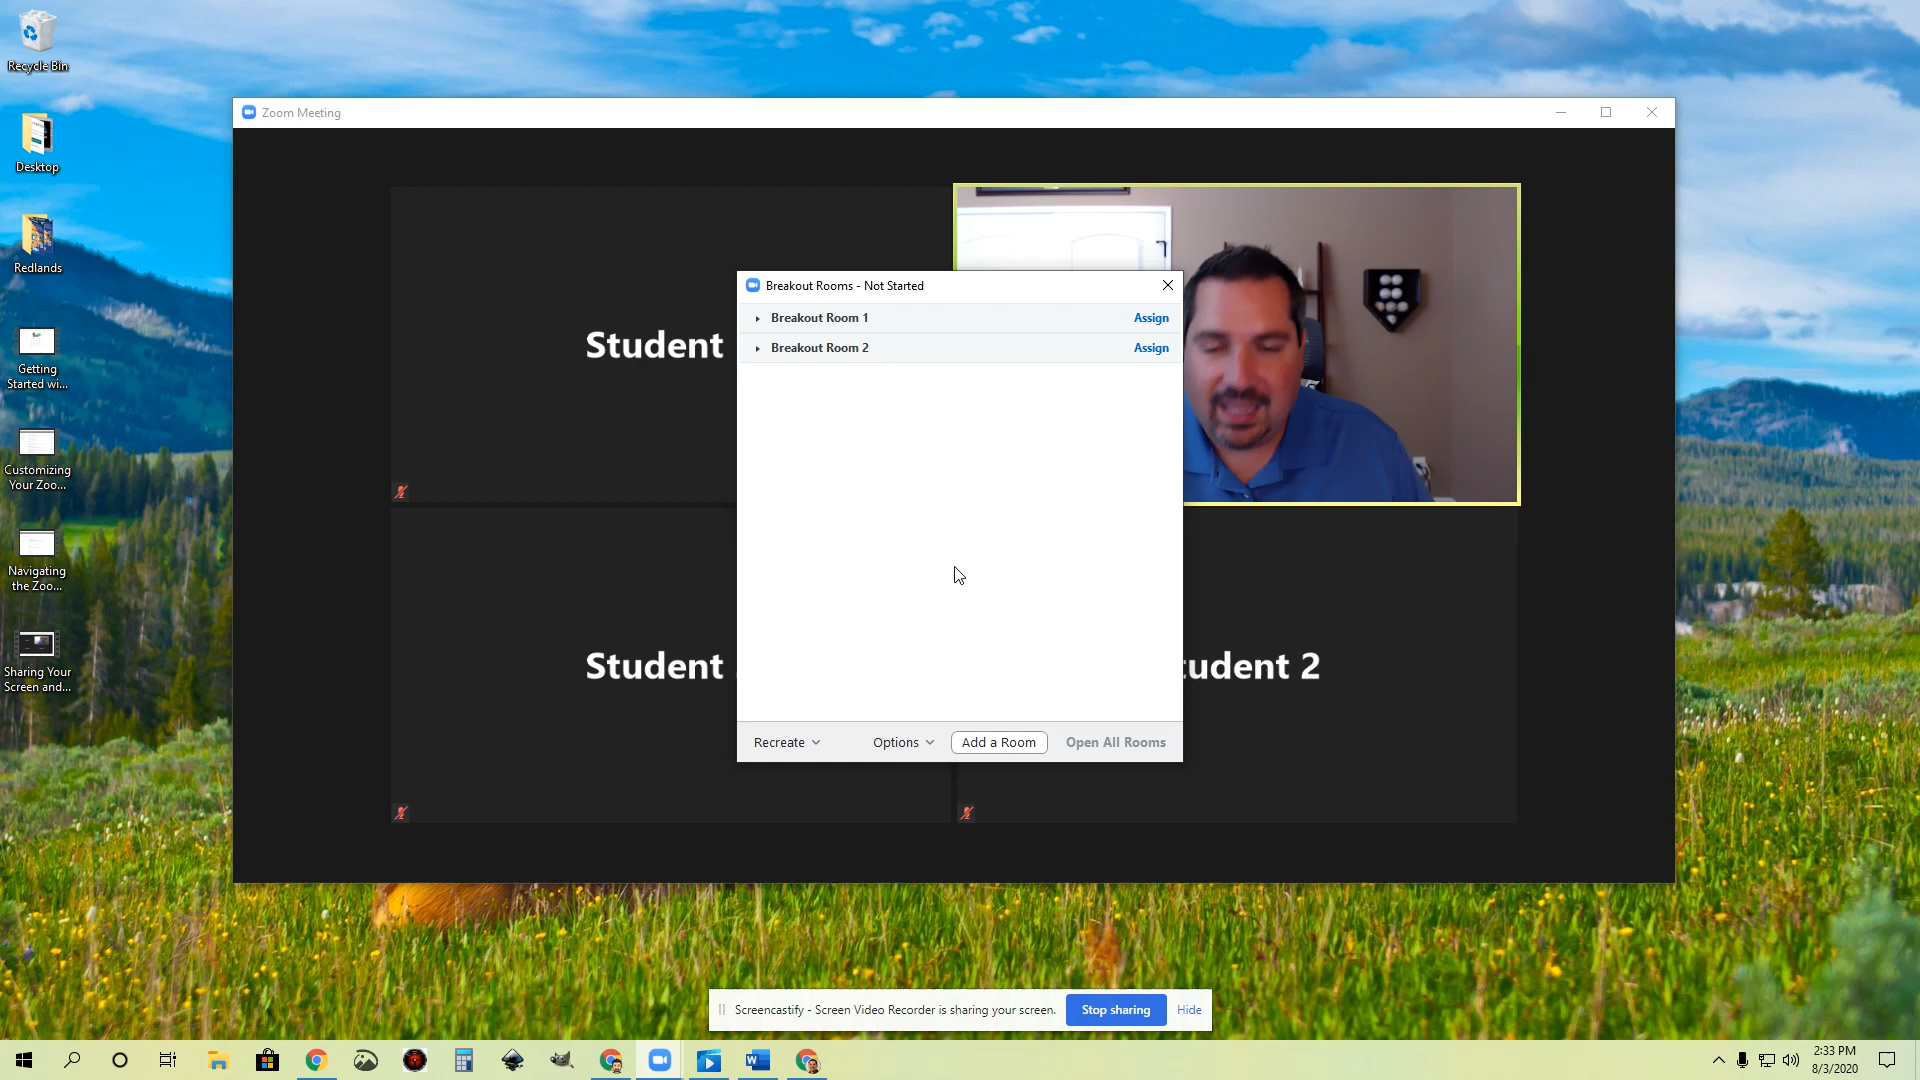 Recycle Bin
Desktop
Redlands
Getting
Started wi...
Customizing
Your Zoo...
Navigating
the Zoo...
Sharing Your
Screen and...
Zoom Meeting
Student
Breakout Rooms - Not Started
Breakout Room 1 Assign
Breakout Room 2 Assign
Student
tudent 2
Recreate Options Add a Room Open All Rooms
Screencastify - Screen Video Recorder is sharing your screen. Stop sharing Hide
2:33 PM
8/3/2020